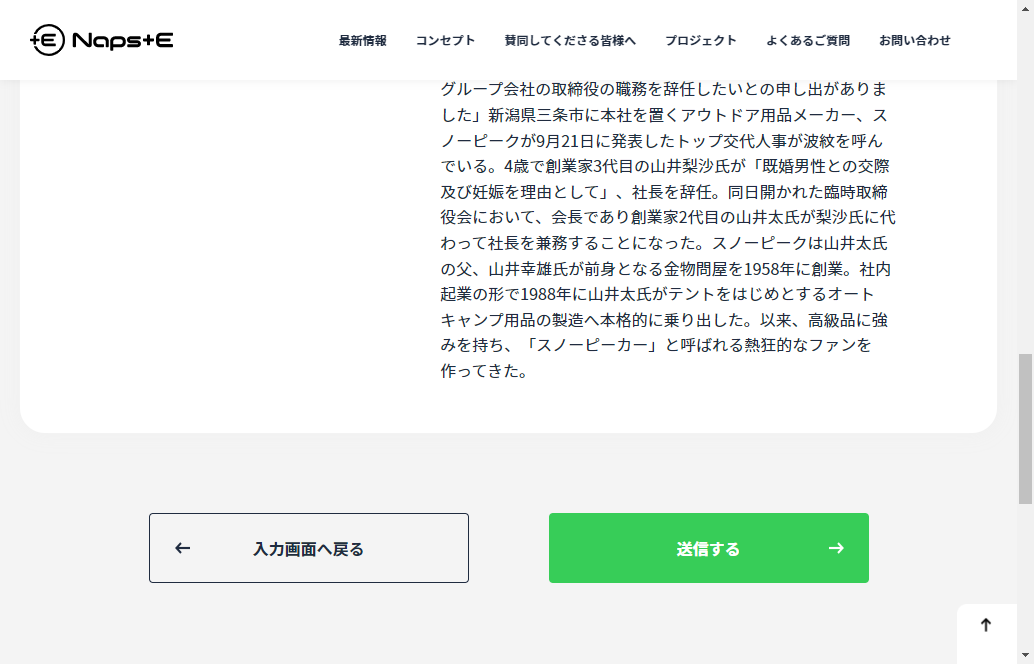 +E Naps+E
最新情報 コンセプト 賛同してくださる皆様へ プロジェクト よくあるご質問 お問い合わせ
グループ会社の取締役の職務を辞任したいとの申し出がありま
した」新潟県三条市に本社を置くアウトドア用品メーカー、ス
ノーピークが9月21日に発表したトップ交代人事が波紋を呼ん
でいる。4歳で創業家3代目の山井梨沙氏が「既婚男性との交際
及び妊娠を理由として」、社長を辞任。同日開かれた臨時取締
役会において、会長であり創業家2代目の山井太氏が梨沙氏に代
わって社長を兼務することになった。スノーピークは山井太氏
の父、山井幸雄氏が前身となる金物問屋を1958年に創業。社内
起業の形で1988年に山井太氏がテントをはじめとするオート
キャンプ用品の製造へ本格的に乗り出した。以来、高級品に強
みを持ち、「スノーピーカー」と呼ばれる熱狂的なファンを
作ってきた。
入力画面へ戻る
送信する